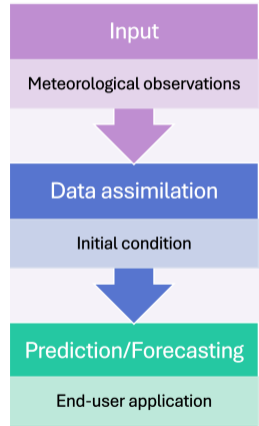 Input
Meteorological observations
Data assimilation
Initial condition
Prediction/Forecasting
End-user application